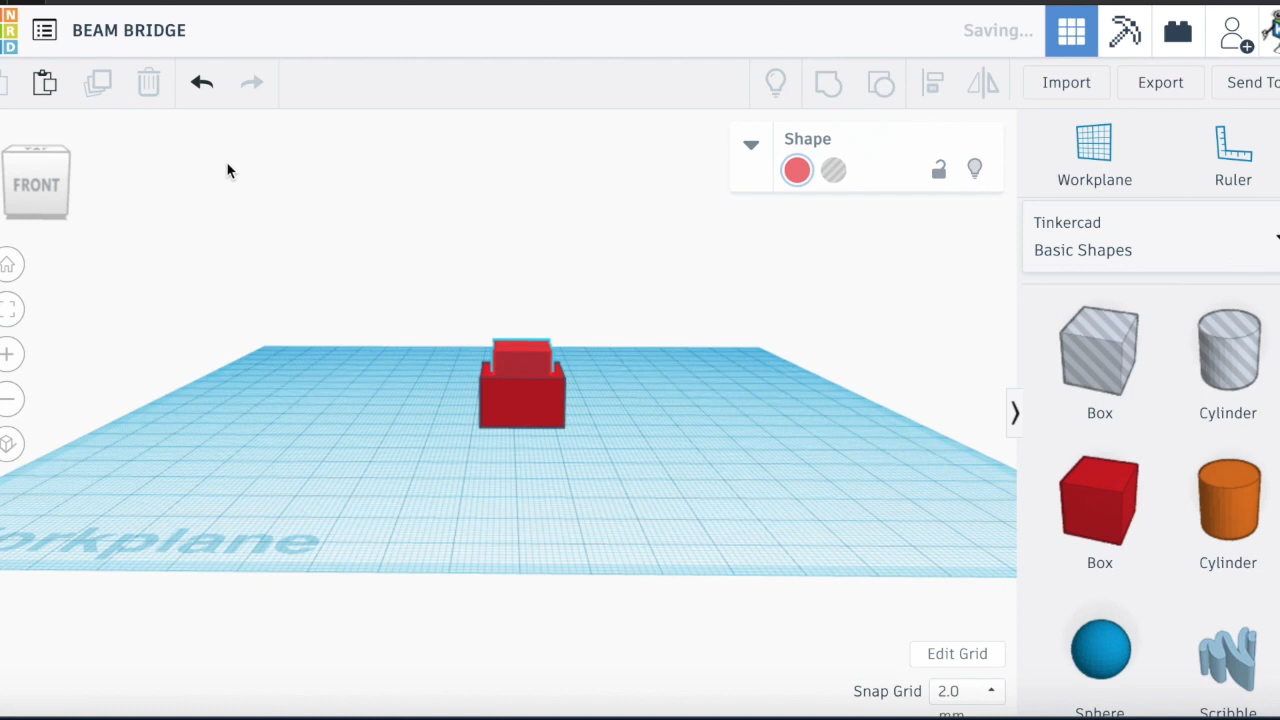 N
R
D
BEAM BRIDGE
Saving...
Import
Export
Send To
Shape
FRONT
Workplane
Ruler
Tinkercad
Basic Shapes
Box
Cylinder
Box
Cylinder
orkplane
Edit Grid
Snap Grid 2.0
mm
Sphere
Scribble